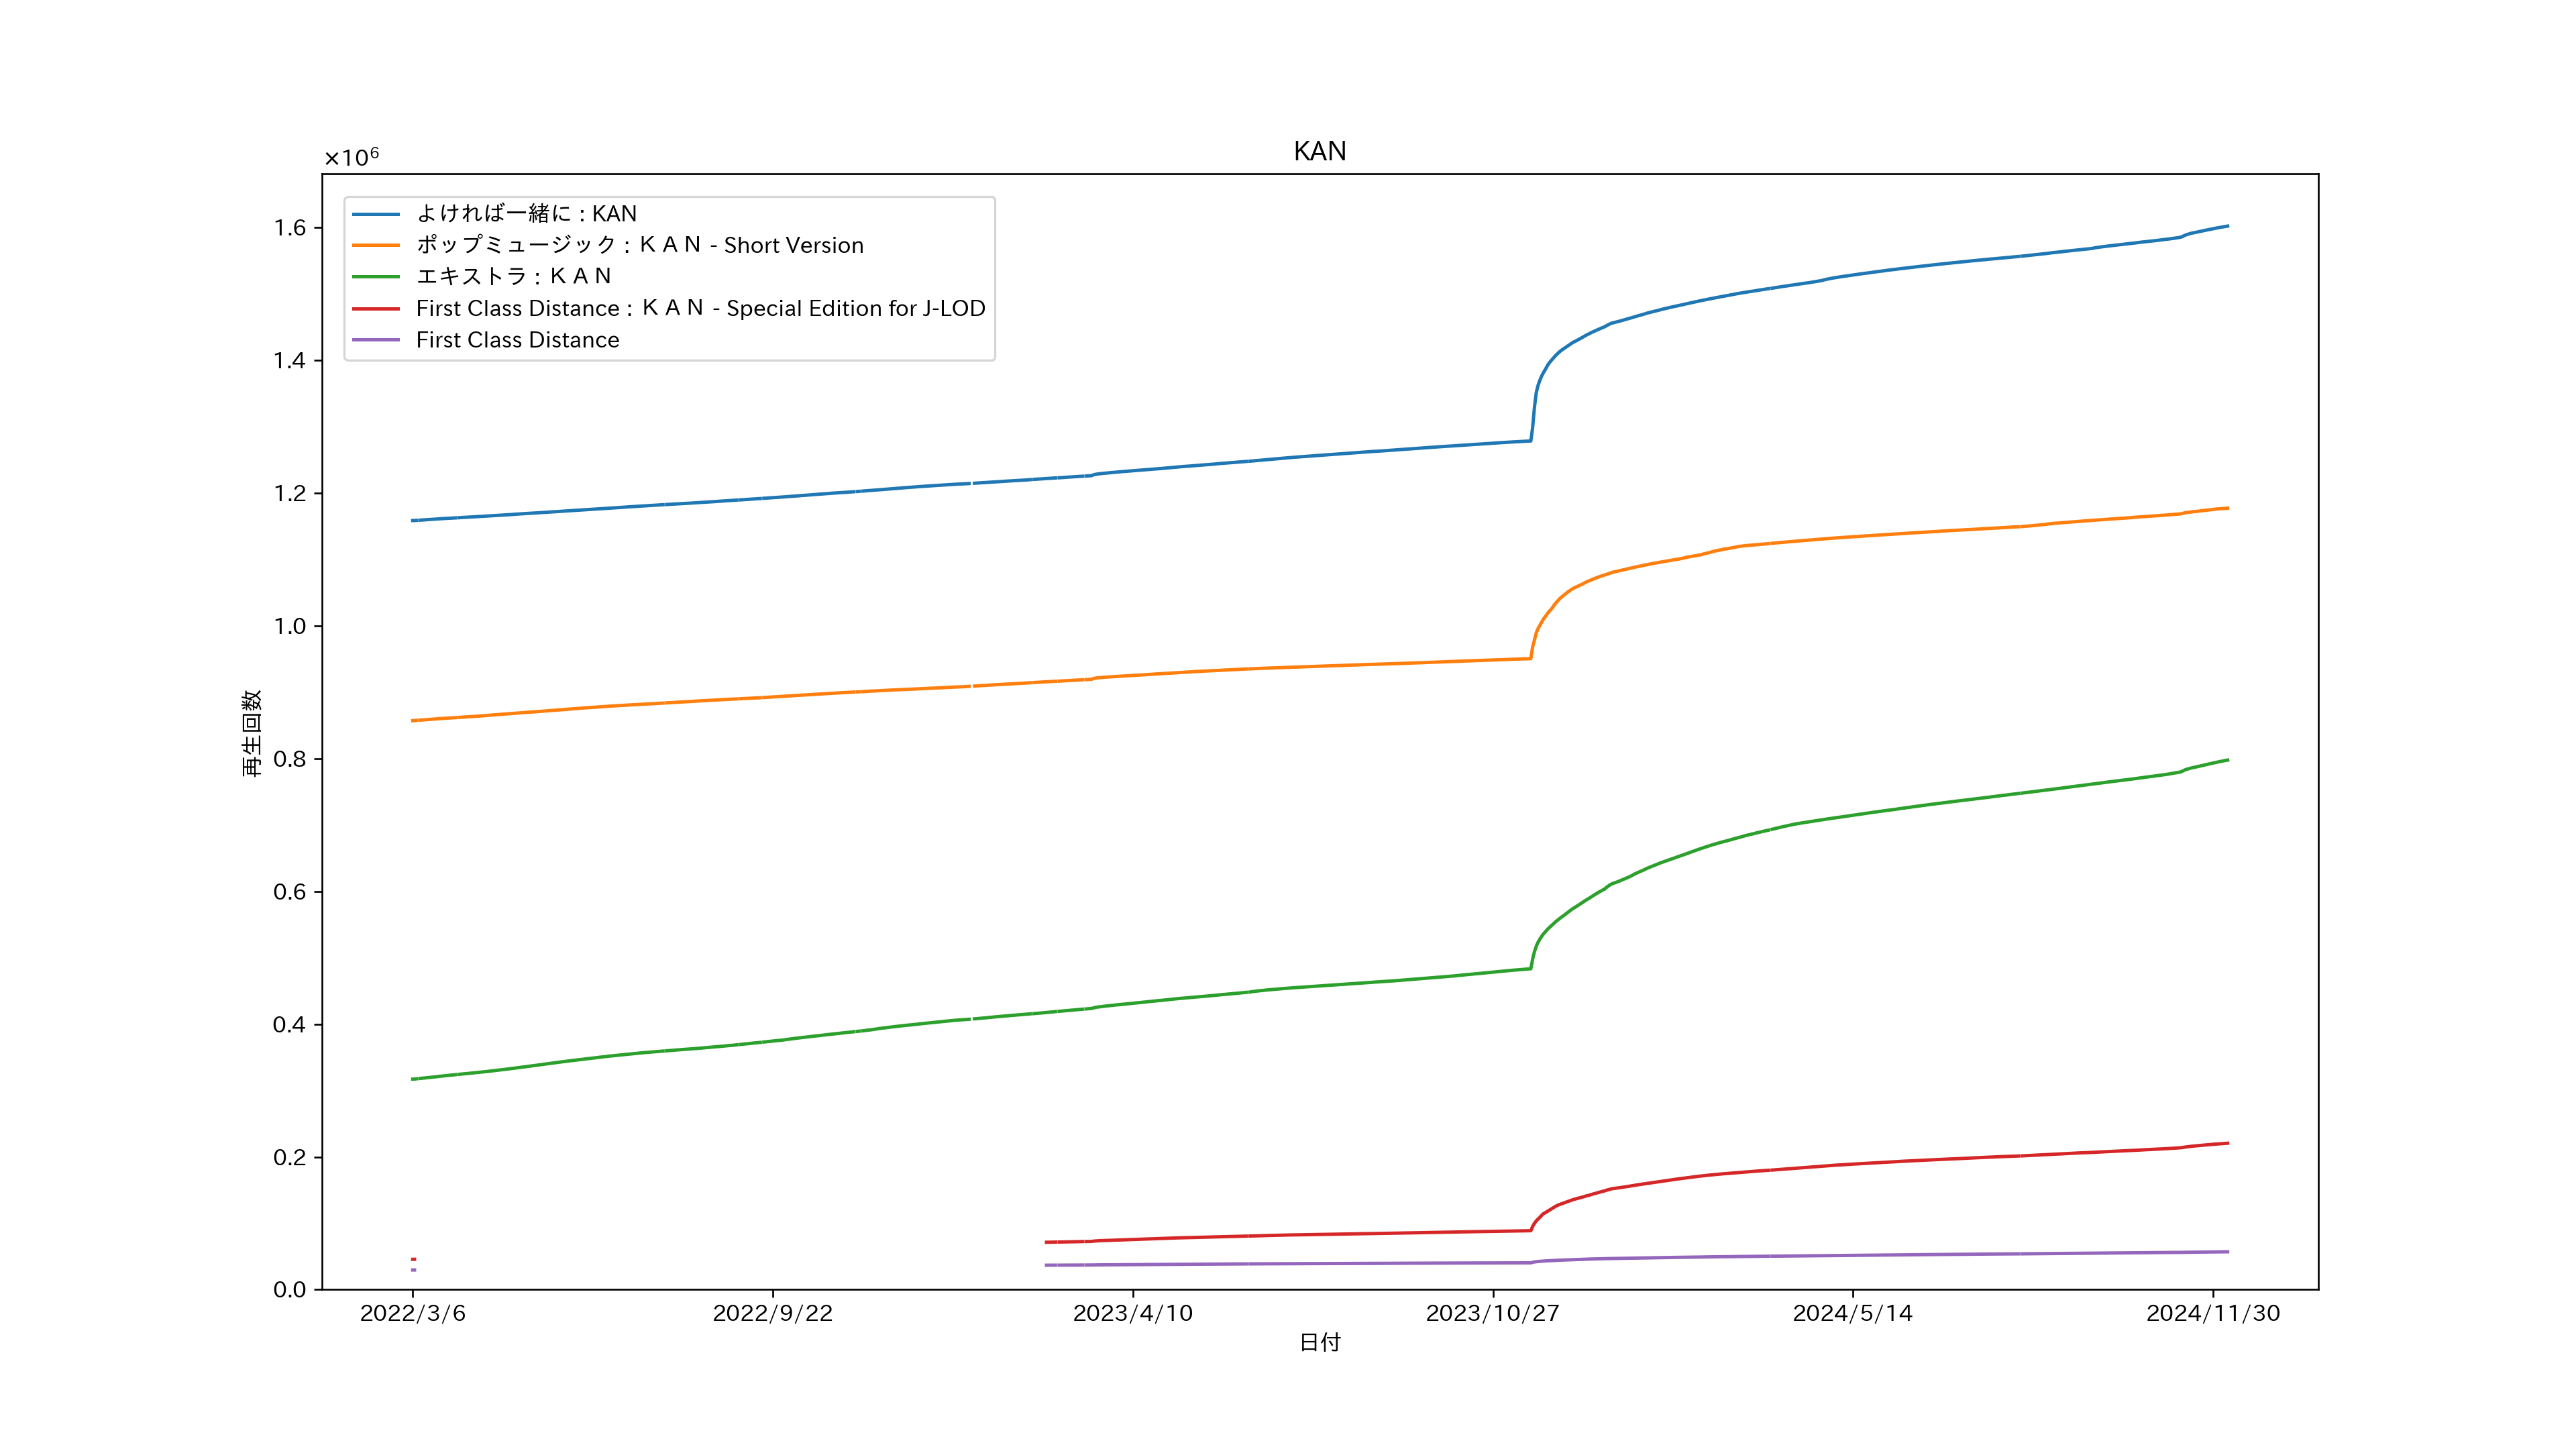 KAN
×10⁶
よければ一緒に : KAN
ポップミュージック : ＫＡＮ - Short Version
エキストラ : ＫＡＮ
First Class Distance : ＫＡＮ - Special Edition for J-LOD
First Class Distance
1.6
1.4
1.2
1.0
0.8
0.6
0.4
0.2
0.0
再生回数
2022/3/6
2022/9/22
2023/4/10
2023/10/27
2024/5/14
2024/11/30
日付